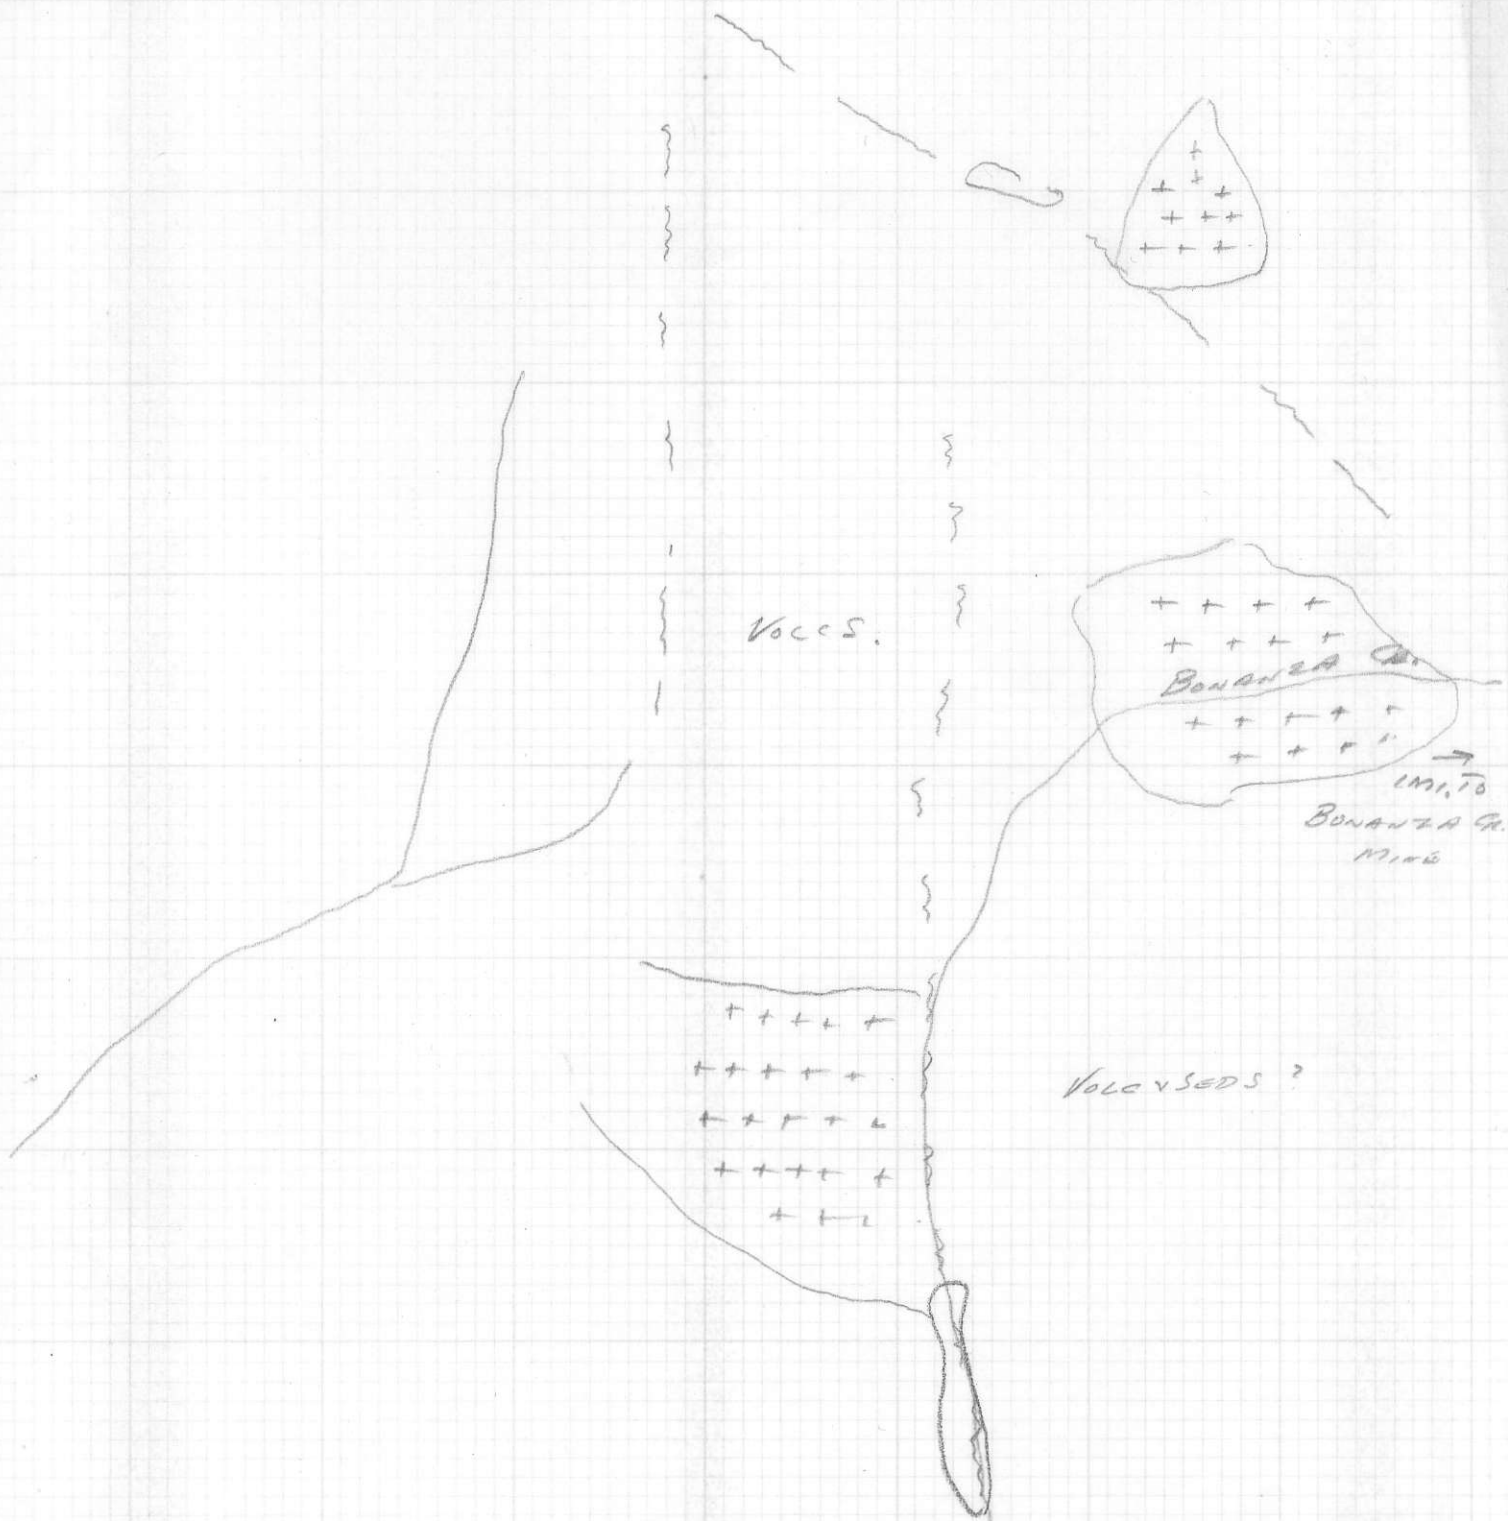 VOLCS.
BONANZA CR.
1 MI. TO
BONANZA CR.
MINE
VOLC & SEDS ?